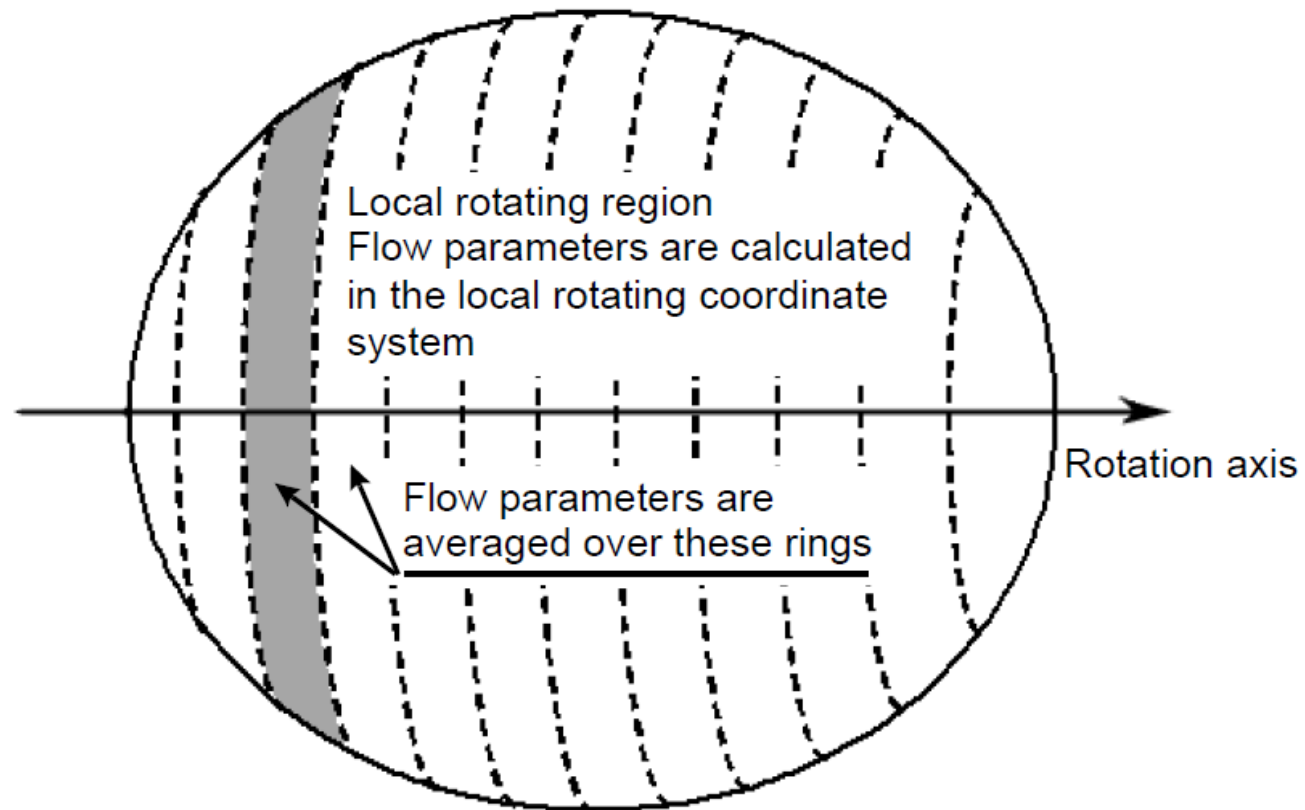 Local rotating region
Flow parameters are calculated
in the local rotating coordinate
system
Rotation axis
Flow parameters are
averaged over these rings